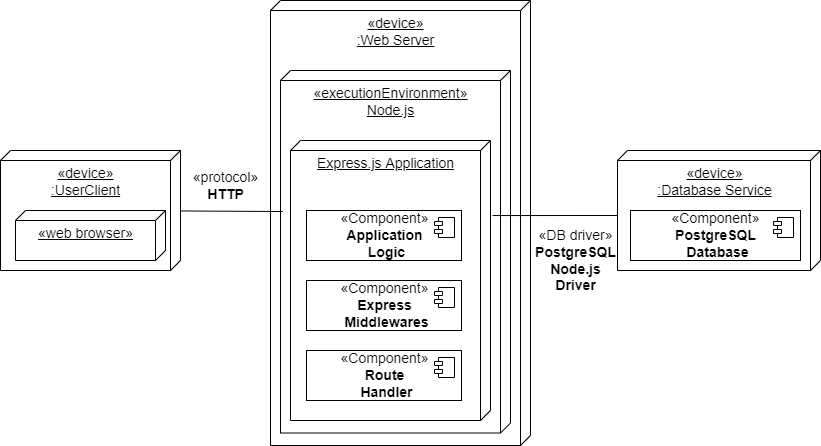 «device»
:UserClient
«web browser»
«protocol»
HTTP
«device»
:Web Server
«executionEnvironment»
Node.js
Express.js Application
«Component»
Application
Logic
«Component»
Express
Middlewares
«Component»
Route
Handler
«DB driver»
PostgreSQL
Node.js
Driver
«device»
:Database Service
«Component»
PostgreSQL
Database